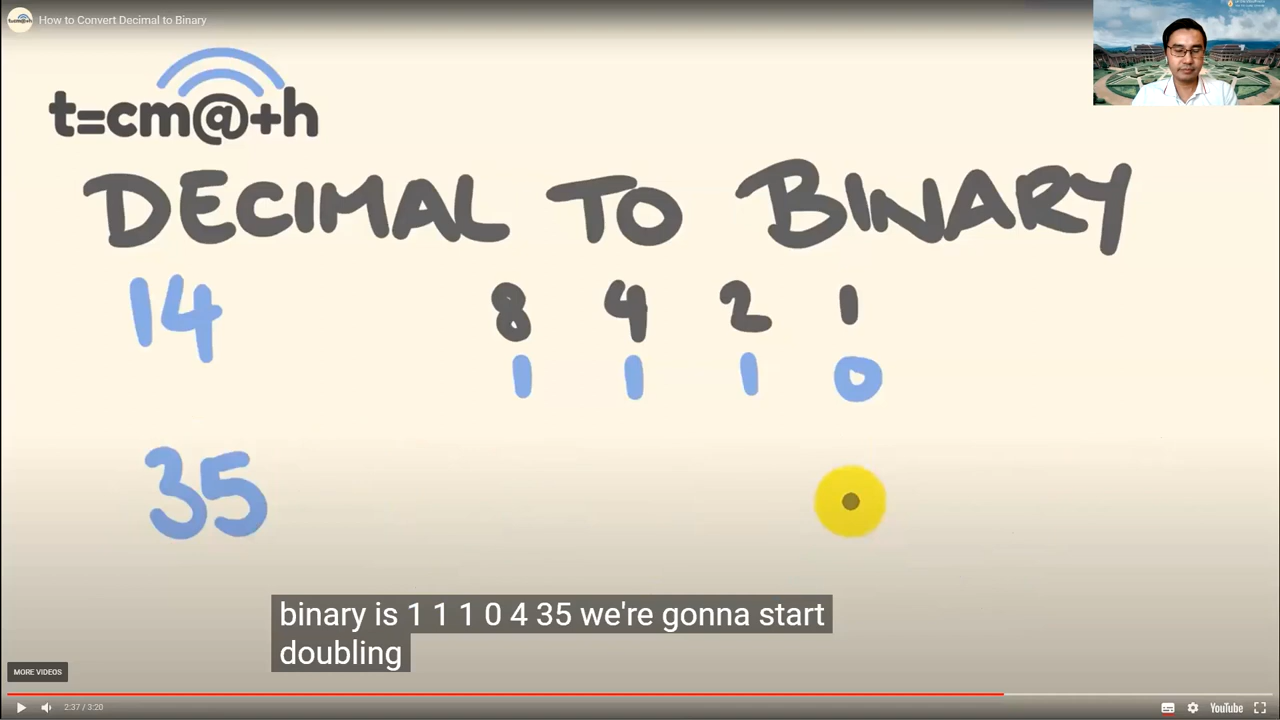 How to Convert Decimal to Binary
t=cm@+h
t=cm@+h
DECIMAL TO BINARY
14 8 4 2 1
1 1 1 0
35
binary is 1 1 1 0 4 35 we're gonna start
doubling
MORE VIDEOS
2:37 / 3:20
YouTube